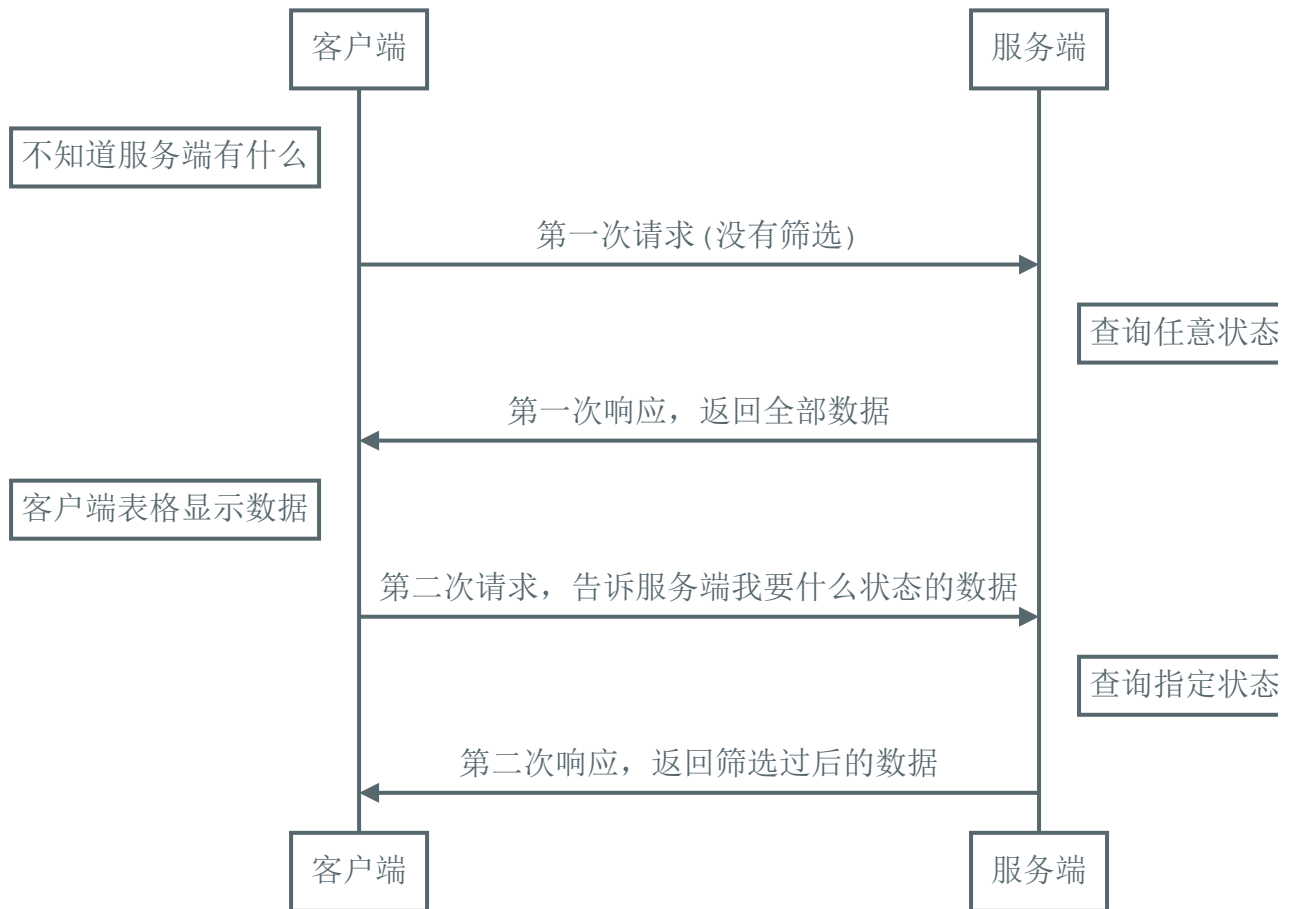 客户端
服务端
不知道服务端有什么
第一次请求(没有筛选)
查询任意状态
第一次响应，返回全部数据
客户端表格显示数据
第二次请求，告诉服务端我要什么状态的数据
查询指定状态
第二次响应，返回筛选过后的数据
客户端
服务端